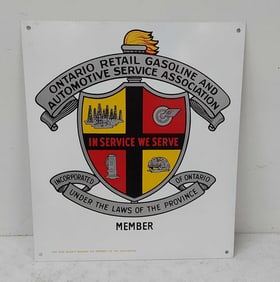 ONTARIO RETAIL GASOLINE AND
AUTOMOTIVE SERVICE ASSOCIATION
IN SERVICE WE SERVE
INCORPORATED
OF ONTARIO
UNDER THE LAWS OF THE PROVINCE
MEMBER